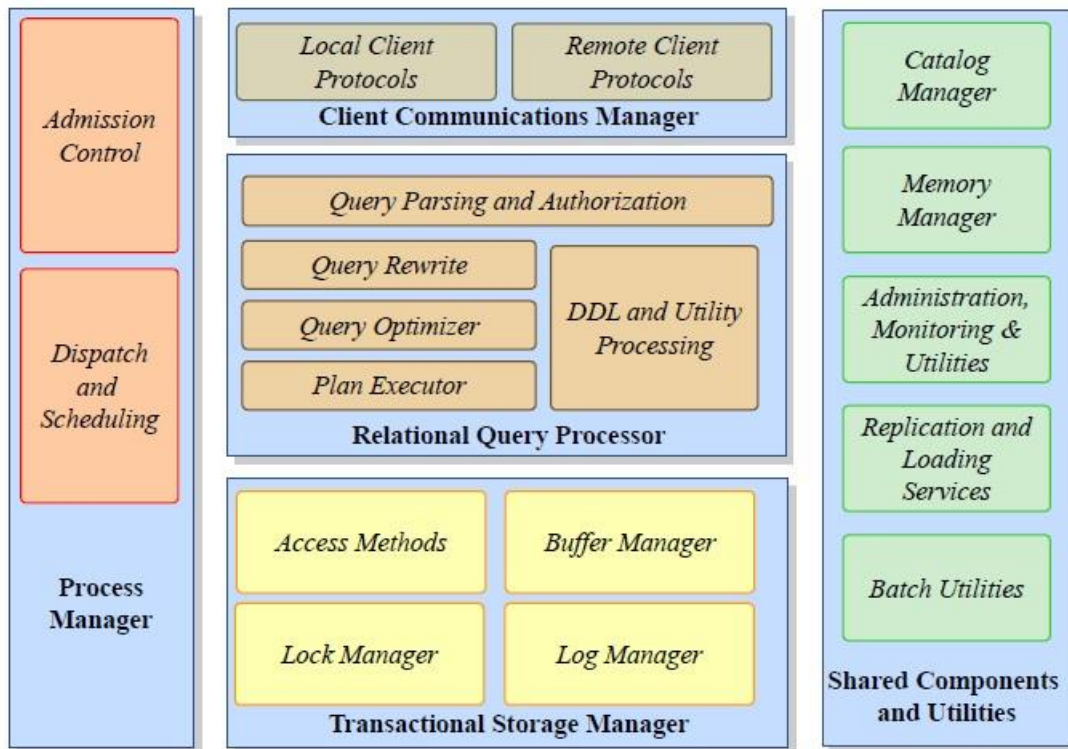 Admission
Control
Dispatch
and
Scheduling
Process
Manager
Local Client
Protocols
Remote Client
Protocols
Client Communications Manager
Query Parsing and Authorization
Query Rewrite
Query Optimizer
Plan Executor
DDL and Utility
Processing
Relational Query Processor
Access Methods
Buffer Manager
Lock Manager
Log Manager
Transactional Storage Manager
Catalog
Manager
Memory
Manager
Administration,
Monitoring &
Utilities
Replication and
Loading
Services
Batch Utilities
Shared Components
and Utilities